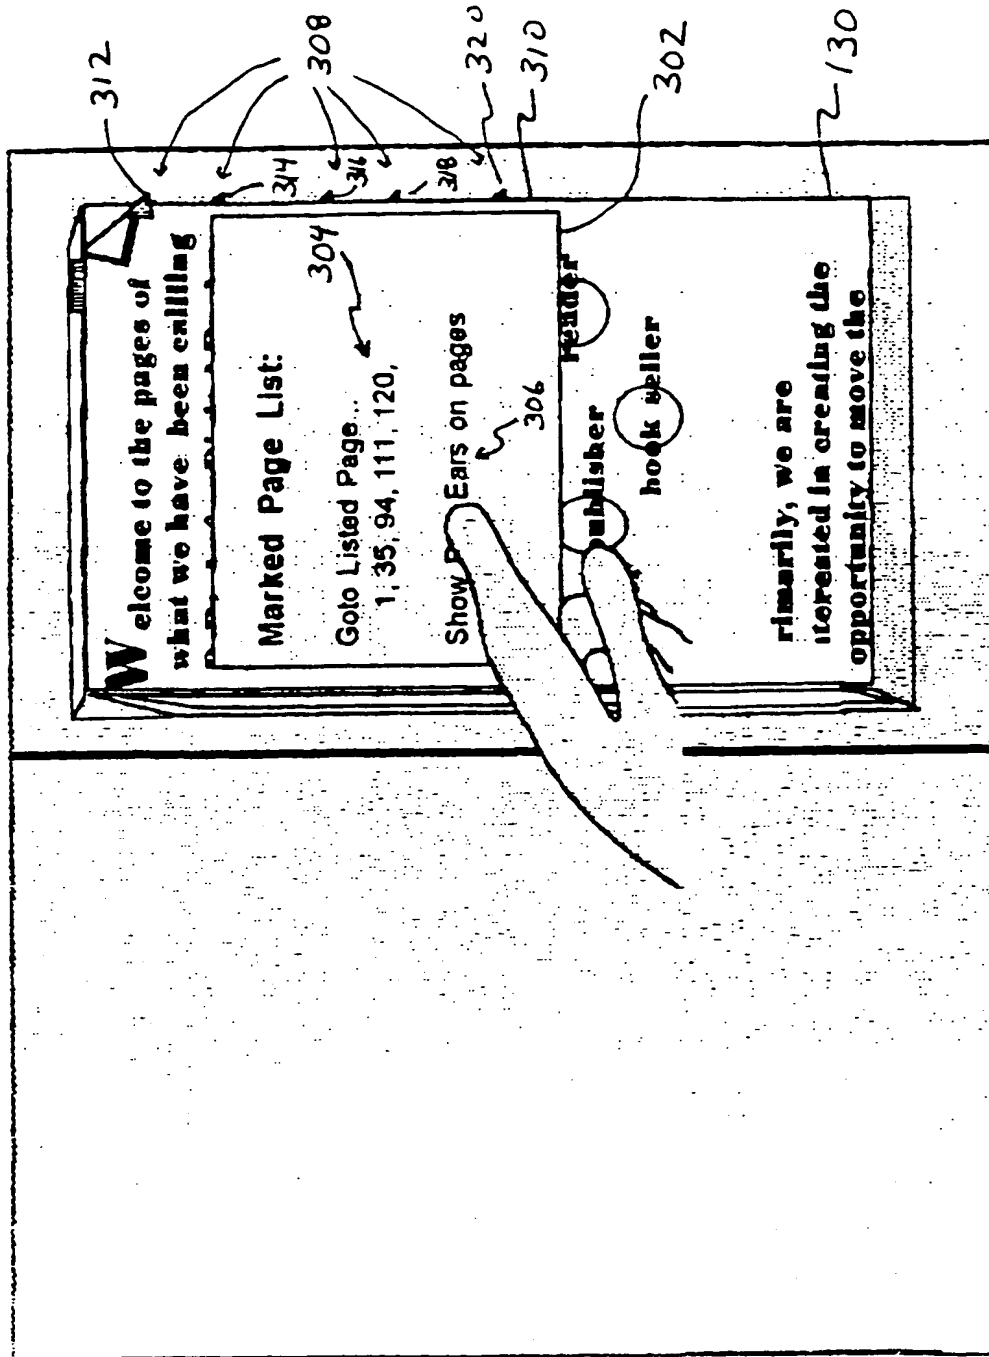 Welcome to the pages of
what we have been calling
Marked Page List:
Goto Listed Page...
1, 35, 94, 111, 120,
Show Ears on pages
reader
book seller
rimarily, we are
iterested in creating the
opportunity to move the
312
308
314
316
318
320
310
302
304
306
130